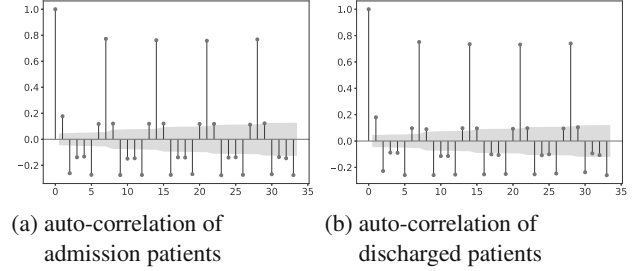 1.0
0.8
0.6
0.4
0.2
0.0
−0.2
0 5 10 15 20 25 30 35
(a) auto-correlation of
admission patients
1.0
0.8
0.6
0.4
0.2
0.0
−0.2
0 5 10 15 20 25 30 35
(b) auto-correlation of
discharged patients